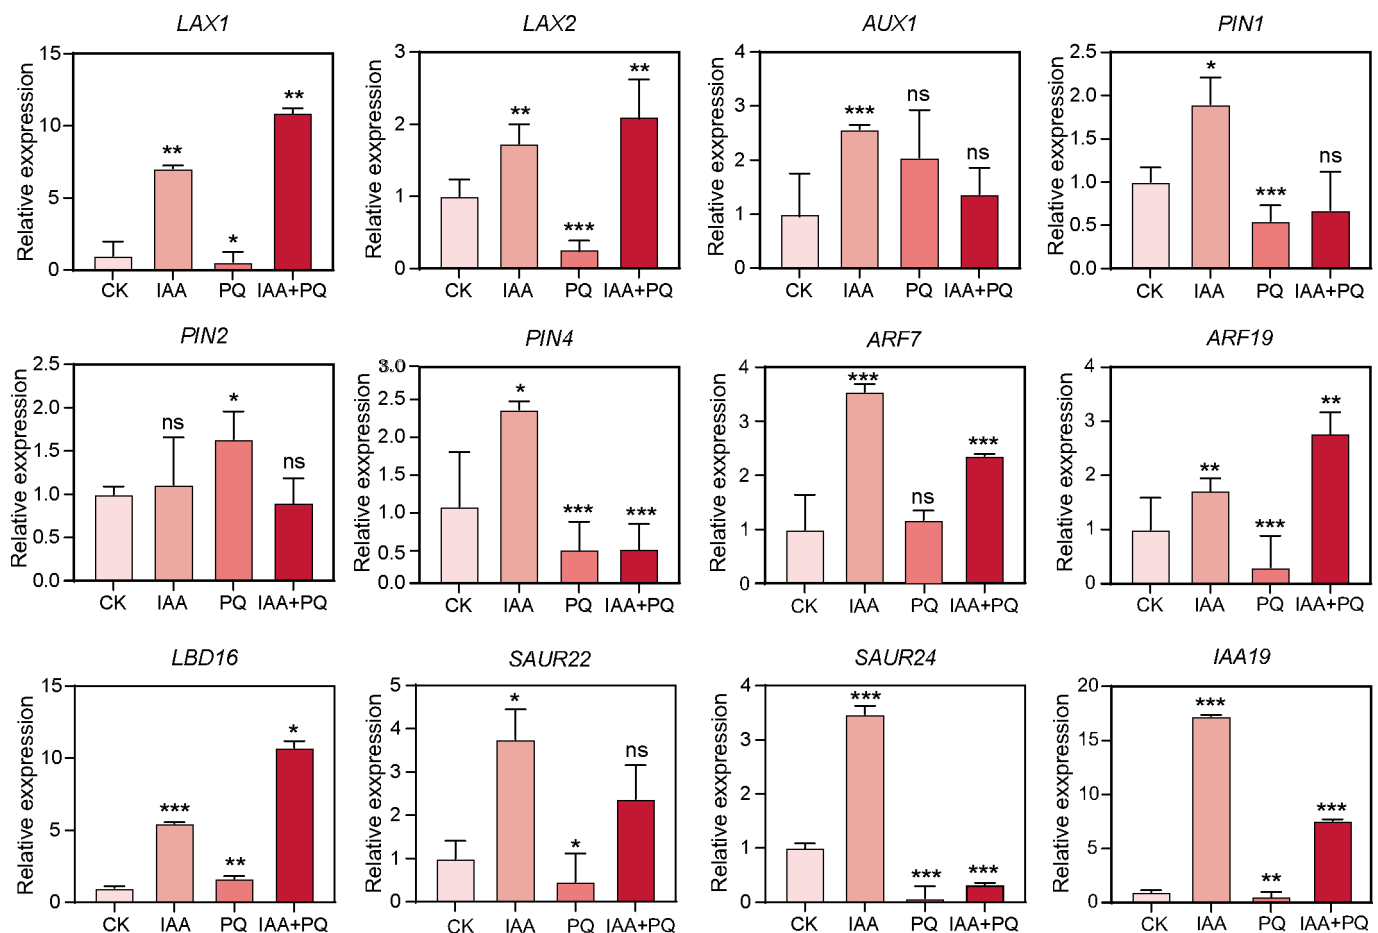 LAX1
Relative exxpression
15
10
5
0
** ** *
CK IAA PQ IAA+PQ
LAX2
Relative exxpression
3
2
1
0
** *** **
CK IAA PQ IAA+PQ
AUX1
Relative exxpression
4
3
2
1
0
*** ns ns
CK IAA PQ IAA+PQ
PIN1
Relative exxpression
2.5
2.0
1.5
1.0
0.5
0.0
* *** ns
CK IAA PQ IAA+PQ
PIN2
Relative exxpression
2.5
2.0
1.5
1.0
0.5
0.0
ns * ns
CK IAA PQ IAA+PQ
PIN4
Relative exxpression
3.0
2.5
2.0
1.5
1.0
0.5
0.0
* *** ***
CK IAA PQ IAA+PQ
ARF7
Relative exxpression
4
3
2
1
0
*** ns ***
CK IAA PQ IAA+PQ
ARF19
Relative exxpression
4
3
2
1
0
** *** **
CK IAA PQ IAA+PQ
LBD16
Relative exxpression
15
10
5
0
*** ** *
CK IAA PQ IAA+PQ
SAUR22
Relative exxpression
5
4
3
2
1
0
* * ns
CK IAA PQ IAA+PQ
SAUR24
Relative exxpression
4
3
2
1
0
*** *** ***
CK IAA PQ IAA+PQ
IAA19
Relative exxpression
20
15
10
5
0
*** ** ***
CK IAA PQ IAA+PQ